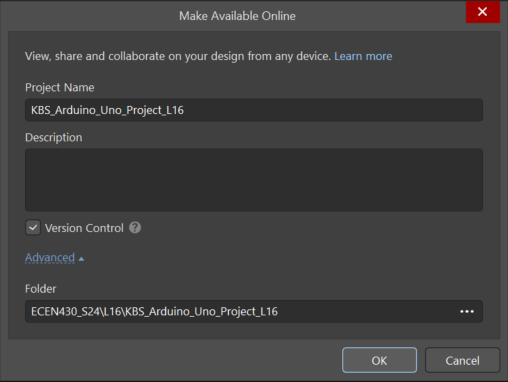 Make Available Online
View, share and collaborate on your design from any device. Learn more
Project Name
KBS_Arduino_Uno_Project_L16
Description
Version Control ?
Advanced
Folder
ECEN430_S24\L16\KBS_Arduino_Uno_Project_L16
OK Cancel